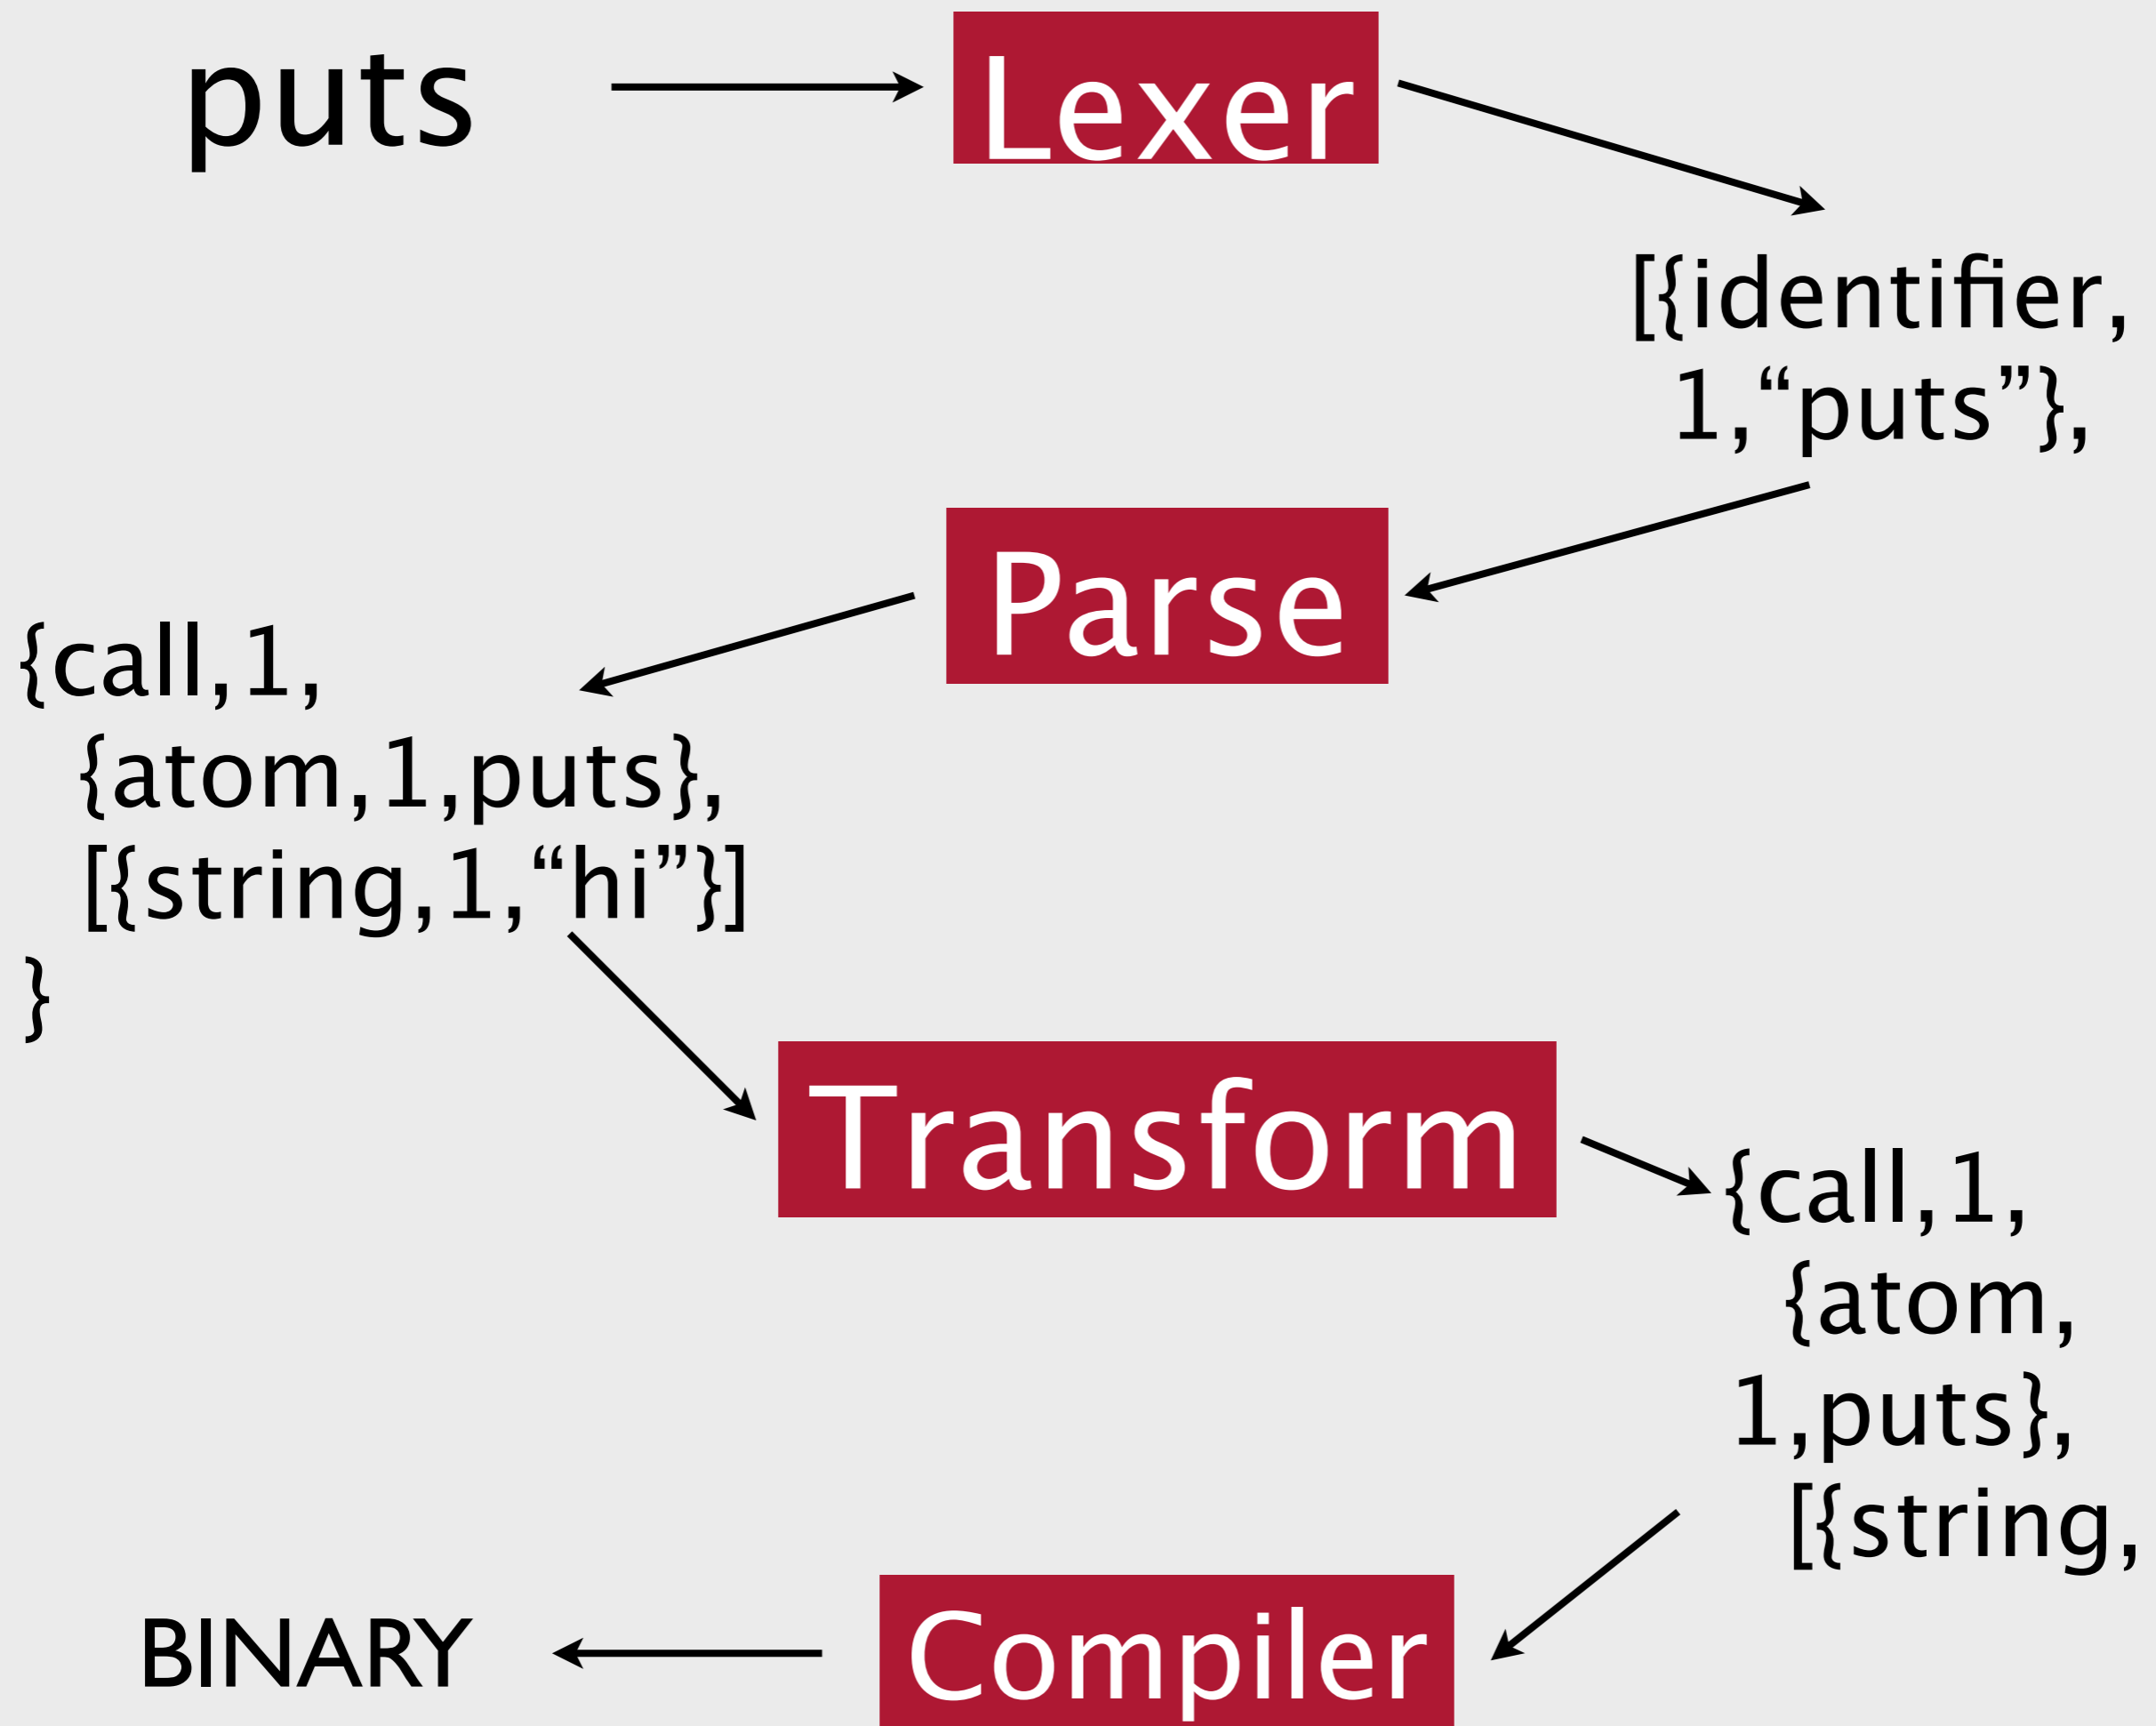 puts
Lexer
[{identifier,
1,“puts”},
Parse
{call,1,
{atom,1,puts},
[{string,1,“hi”}]
}
Transform
{call,1,
{atom,
1,puts},
[{string,
Compiler
BINARY